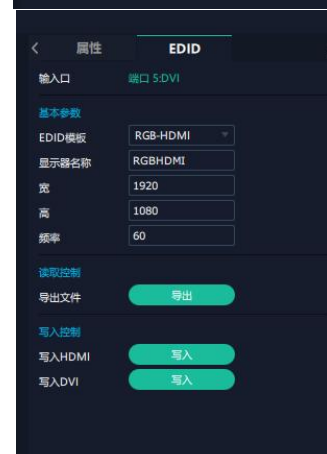 属性 EDID
输入口 端口 5:DVI
基本参数
EDID模板 RGB-HDMI
显示器名称 RGBHDMI
宽 1920
高 1080
频率 60
读取控制
导出文件 导出
写入控制
写入HDMI 写入
写入DVI 写入